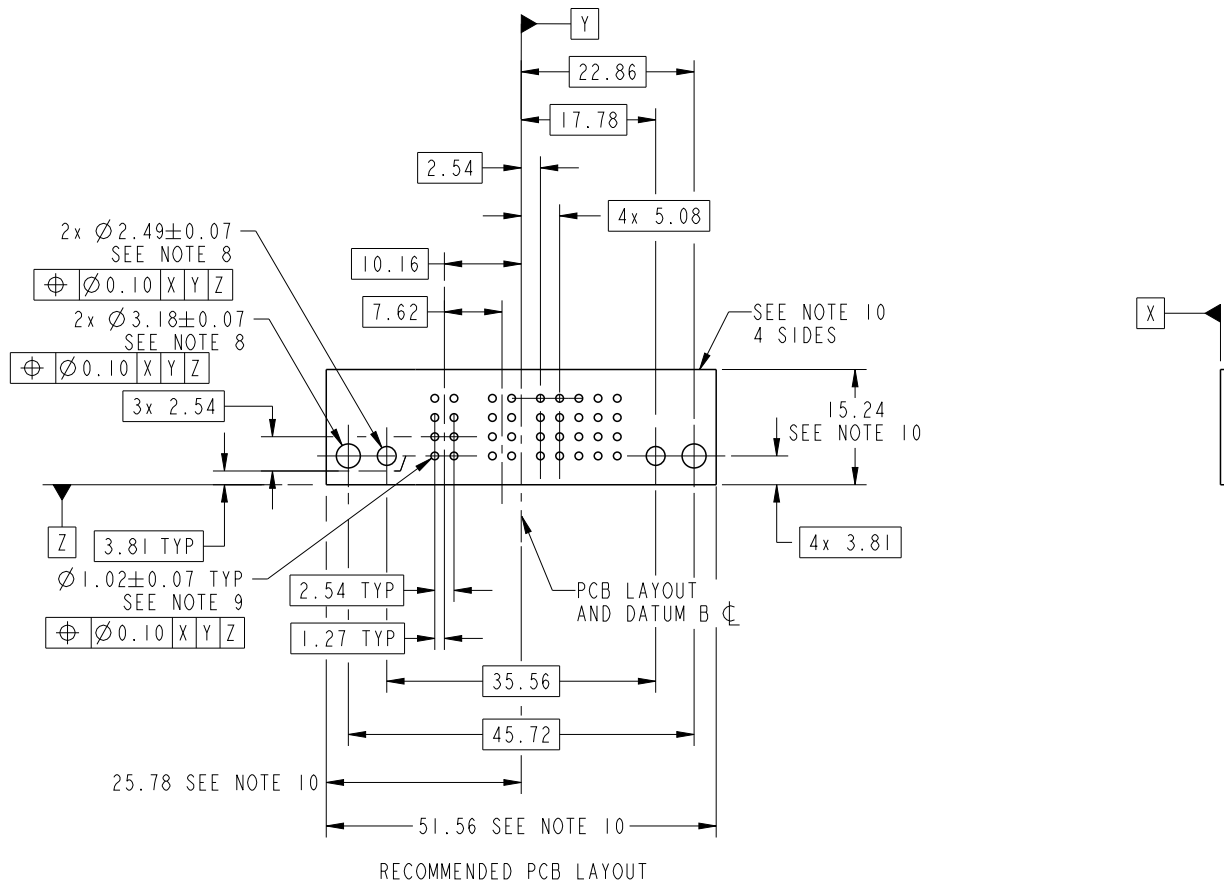 Y
22.86
17.78
2.54
4x 5.08
2x Ø2.49±0.07
SEE NOTE 8
⌖ Ø0.10 X Y Z
10.16
7.62
2x Ø3.18±0.07
SEE NOTE 8
⌖ Ø0.10 X Y Z
SEE NOTE 10
4 SIDES
X
3x 2.54
15.24
SEE NOTE 10
Z
3.81 TYP
4x 3.81
Ø1.02±0.07 TYP
SEE NOTE 9
⌖ Ø0.10 X Y Z
2.54 TYP
1.27 TYP
PCB LAYOUT
AND DATUM B ℄
35.56
45.72
25.78 SEE NOTE 10
51.56 SEE NOTE 10
RECOMMENDED PCB LAYOUT